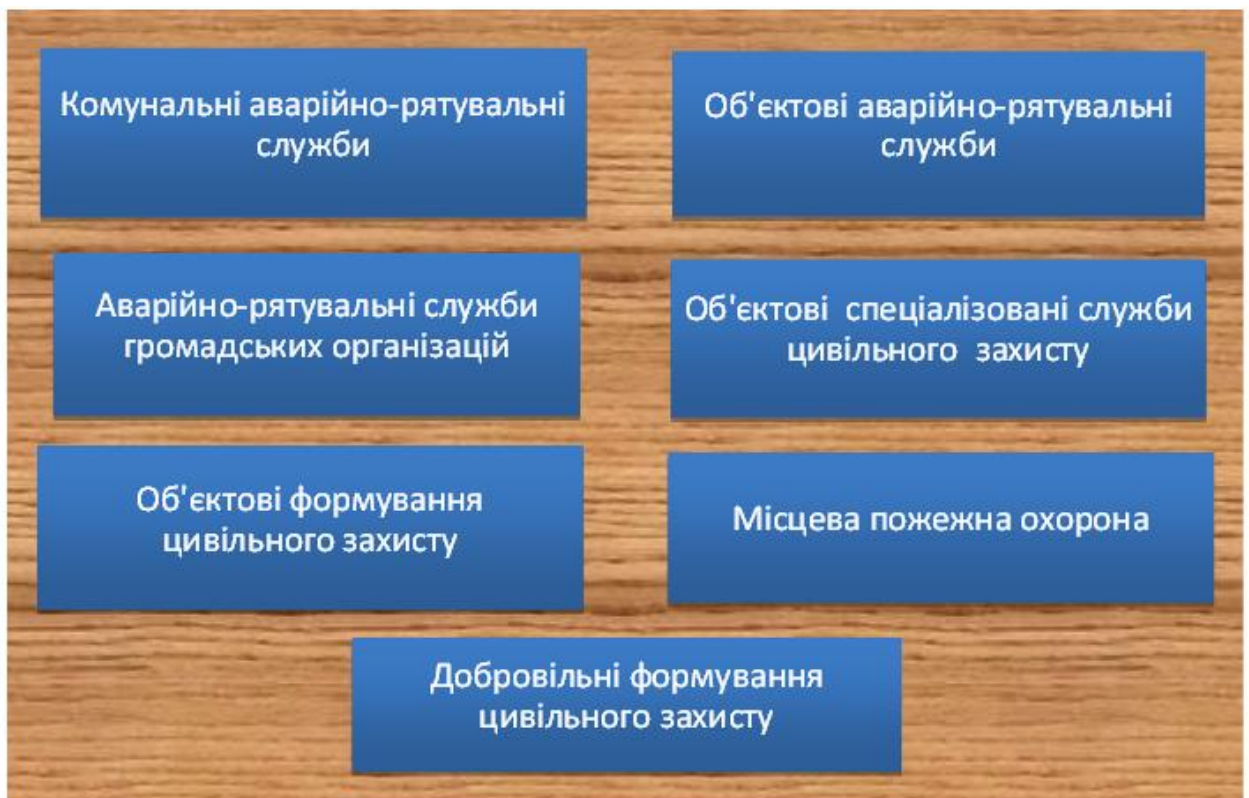 Комунальні аварійно-рятувальні
служби
Об'єктові аварійно-рятувальні
служби
Аварійно-рятувальні служби
громадських організацій
Об'єктові спеціалізовані служби
цивільного захисту
Об'єктові формування
цивільного захисту
Місцева пожежна охорона
Добровільні формування
цивільного захисту